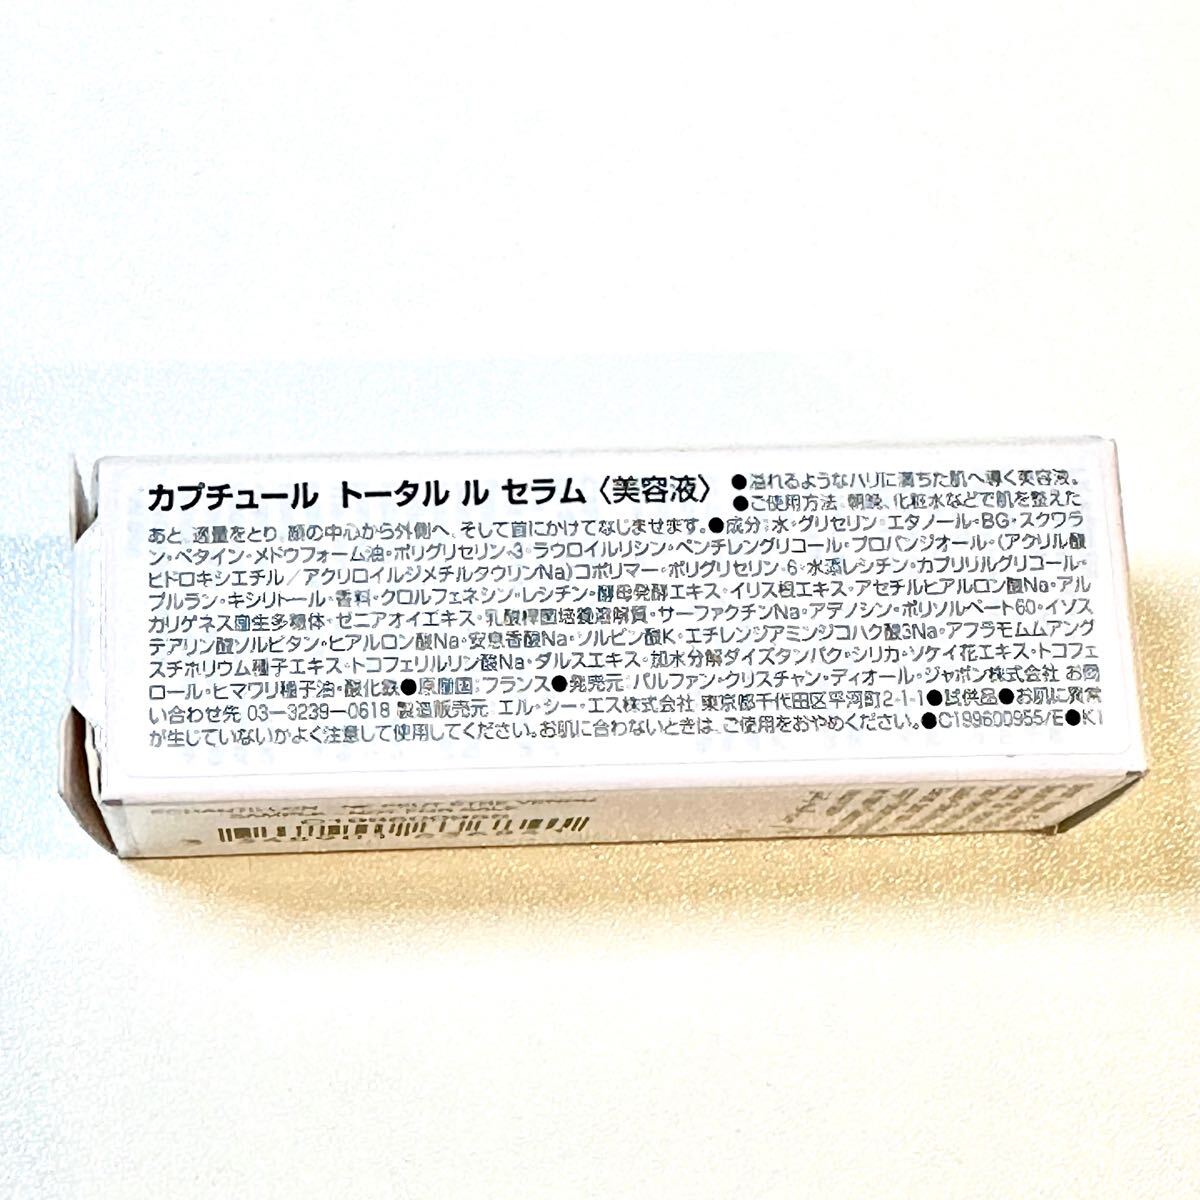 カプチュール トータル ル セラム〈美容液〉 ●溢れるようなハリに満ちた肌へ導く美容液。
●ご使用方法 朝晩、化粧水などで肌を整えた
あと、適量をとり、顔の中心から外側へ、そして首にかけてなじませます。●成分:水・グリセリン・エタノール・BG・スクワラ
ン・ベタイン・メドウフォーム油・ポリグリセリン-3・ラウロイルリシン・ペンチレングリコール・プロパンジオール・(アクリル酸
ヒドロキシエチル/アクリロイルジメチルタウリンNa)コポリマー・ポリグリセリン-6・水添レシチン・カプリリルグリコール・
プルラン・キシリトール・香料・クロルフェネシン・レシチン・酵母発酵エキス・イリス根エキス・アセチルヒアルロン酸Na・アル
カリゲネス産生多糖体・ゼニアオイエキス・乳酸桿菌培養溶解質・サーファクチンNa・アデノシン・ポリソルベート60・イソス
テアリン酸ソルビタン・ヒアルロン酸Na・安息香酸Na・ソルビン酸K・エチレンジアミンジコハク酸3Na・アフラモムムアング
スチホリウム種子エキス・トコフェリルリン酸Na・ダルスエキス・加水分解ダイズタンパク・シリカ・ソケイ花エキス・トコフェ
ロール・ヒマワリ種子油・酸化鉄●原産国:フランス●発売元:パルファン・クリスチャン・ディオール・ジャポン株式会社 お問
い合わせ先 03-3239-0618 製造販売元 エル・シー・エス株式会社 東京都千代田区平河町2-1-1●試供品●お肌に異常
が生じていないかよく注意して使用してください。お肌に合わないときは、ご使用をおやめください。●C199600955/E●K1